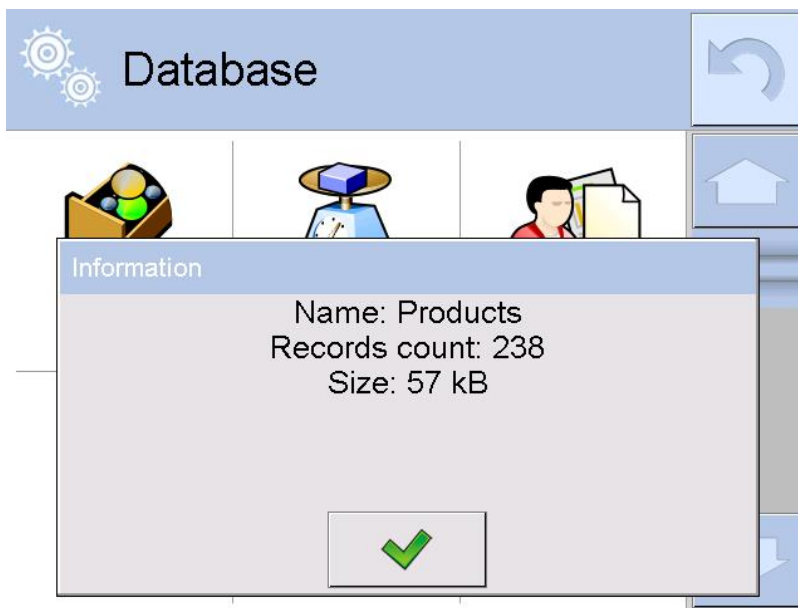 Database
Information
Name: Products
Records count: 238
Size: 57 kB